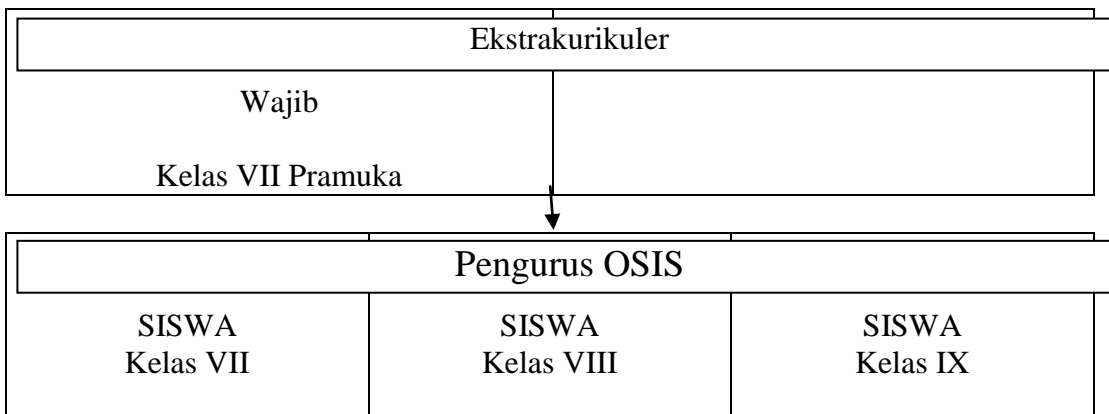 Ekstrakurikuler
Wajib
Kelas VII Pramuka
Pengurus OSIS
SISWA
Kelas VII
SISWA
Kelas VIII
SISWA
Kelas IX